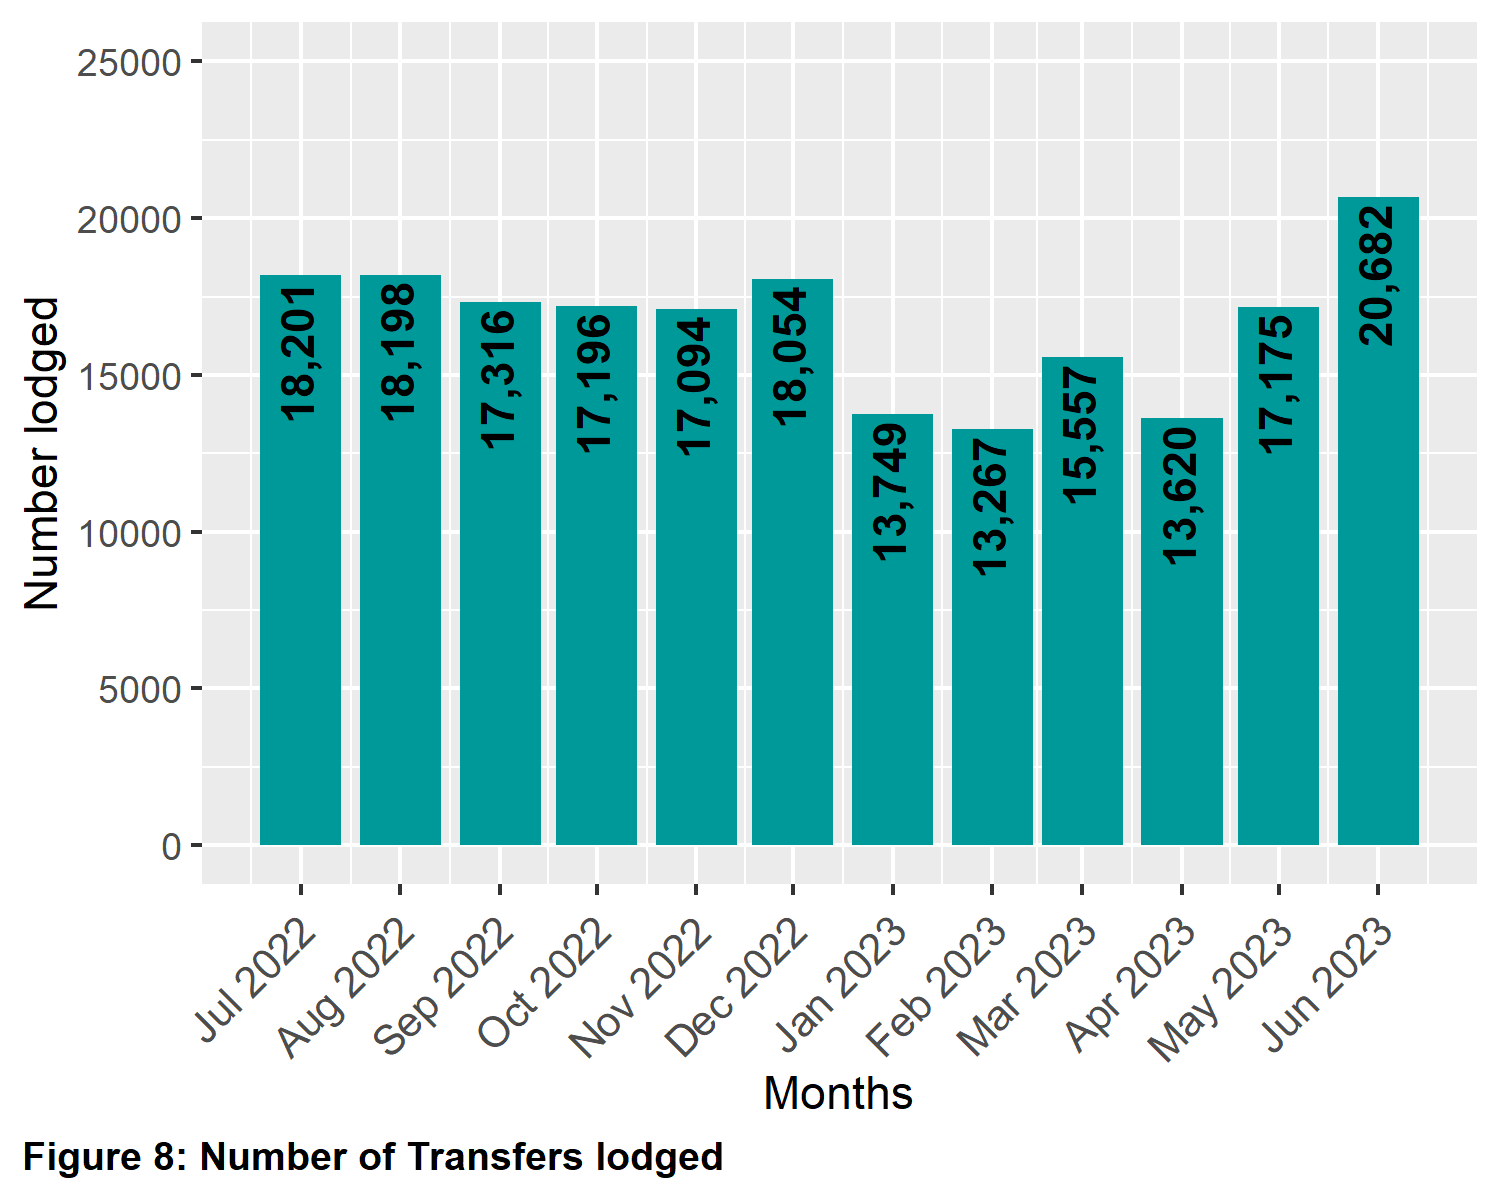 25000
20000
15000
10000
5000
0
Number lodged
18,201
18,198
17,316
17,196
17,094
18,054
13,749
13,267
15,557
13,620
17,175
20,682
Jul 2022
Aug 2022
Sep 2022
Oct 2022
Nov 2022
Dec 2022
Jan 2023
Feb 2023
Mar 2023
Apr 2023
May 2023
Jun 2023
Months
Figure 8: Number of Transfers lodged